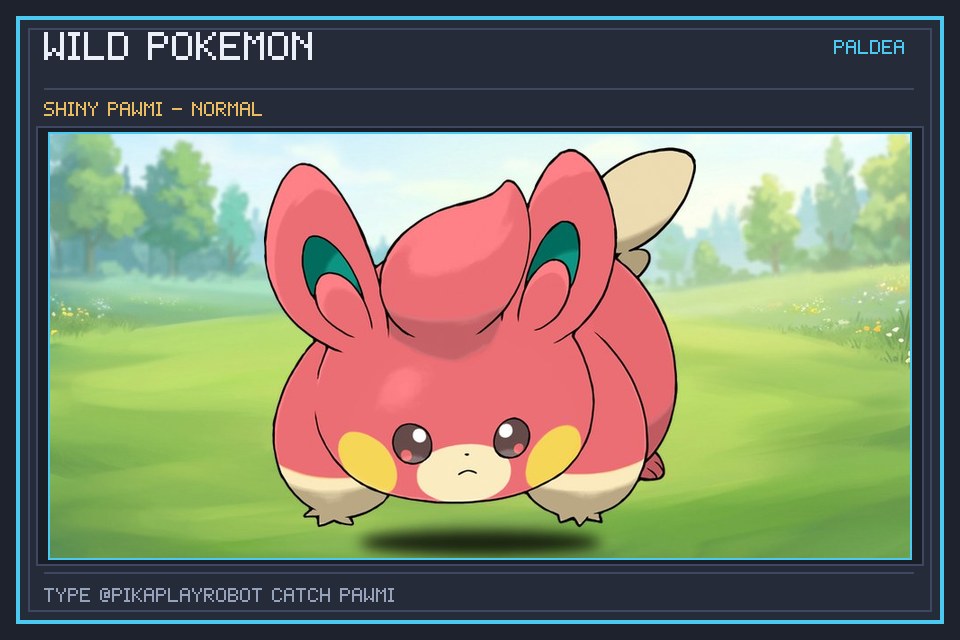 WILD POKEMON
PALDEA
SHINY PAWMI - NORMAL
TYPE @PIKAPLAYROBOT CATCH PAWMI